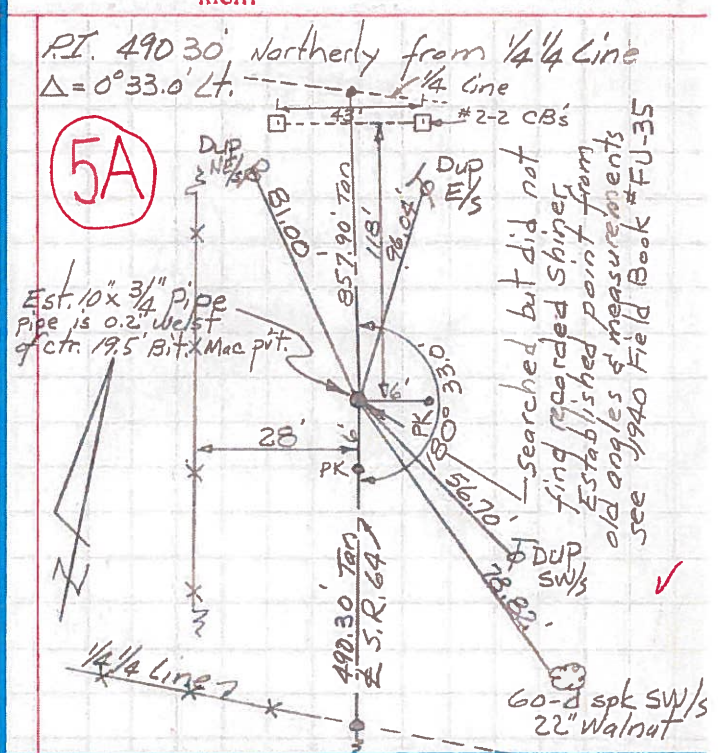 P.I. 490.30' Northerly from 1/4 1/4 Line
Δ = 0°33.0' Lt.
1/4 Line
43'
#2-2 CB's
5A
Dup
NE/s
Dup
E/s
81.00
857.90' Tan
118'
96.04'
Est. 10" x 3/4" Pipe
pipe is 0.2' West
of ctr. 19.5' Bit. Mac pvt.
Searched but did not
find recorded shiner
Established point from
old angles & measurements
see 1940 Field Book #FU-35
180° 33.0'
6'
PK
28'
6'
PK
56.70'
DUP
SW/s
78.82'
490.30' Tan
℄ S.R. 64
1/4 1/4 Line
60-d spk SW/s
22" Walnut